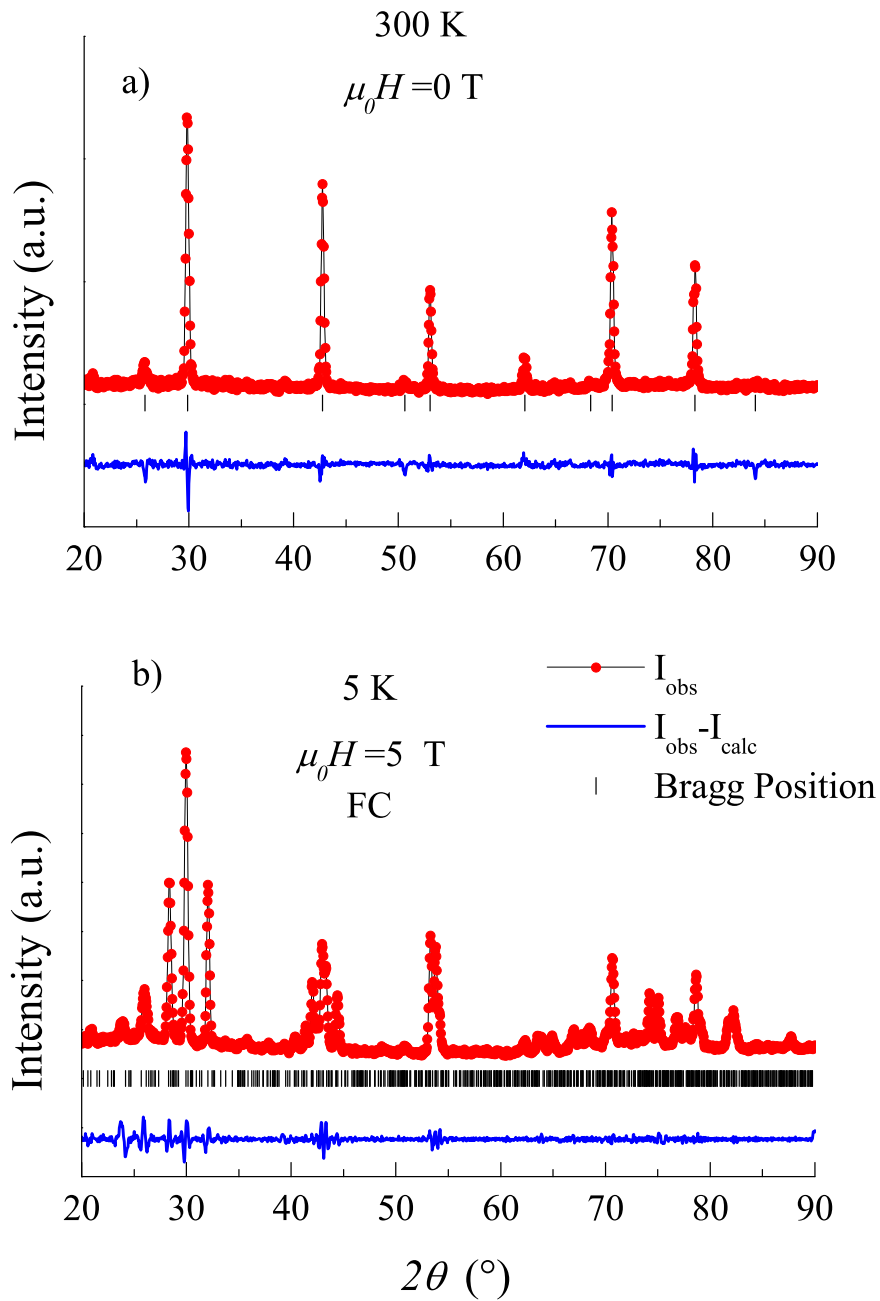 300 K
a)
μ0H =0 T
Intensity (a.u.)
20 30 40 50 60 70 80 90
b)
5 K
μ0H =5 T
FC
Iobs
Iobs-Icalc
Bragg Position
Intensity (a.u.)
20 30 40 50 60 70 80 90
2θ (°)